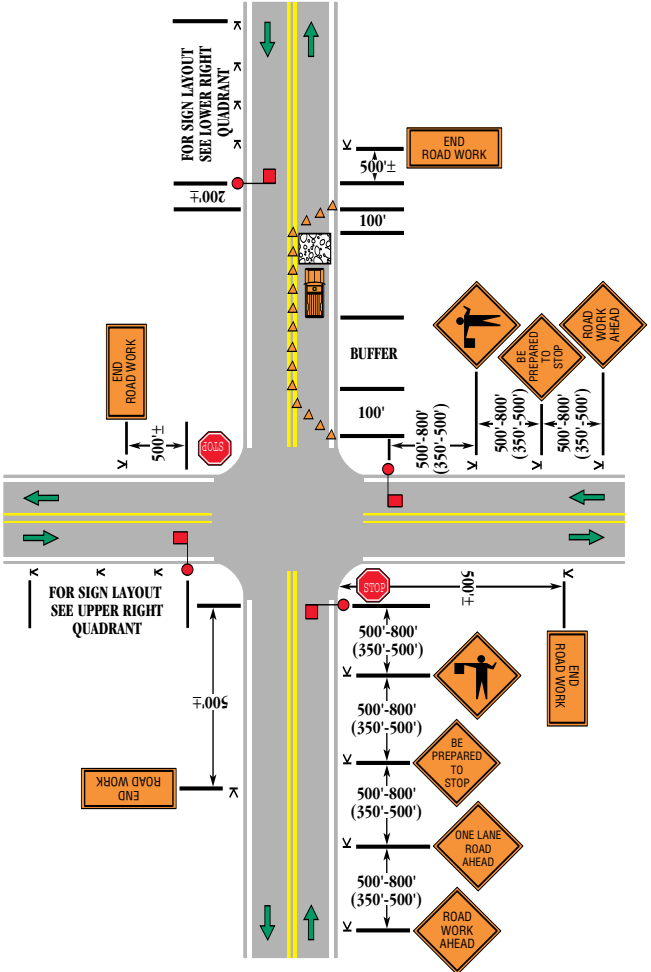 FOR SIGN LAYOUT
SEE LOWER RIGHT
QUADRANT
END
ROAD WORK
500'±
200'±
100'
BUFFER
100'
END
ROAD WORK
500'±
STOP
BE
PREPARED
TO
STOP
ROAD
WORK
AHEAD
500'-800'
(350'-500')
500'-800'
(350'-500')
500'-800'
(350'-500')
FOR SIGN LAYOUT
SEE UPPER RIGHT
QUADRANT
STOP
500'±
END
ROAD WORK
500'±
END
ROAD WORK
500'-800'
(350'-500')
500'-800'
(350'-500')
BE
PREPARED
TO
STOP
500'-800'
(350'-500')
ONE LANE
ROAD
AHEAD
500'-800'
(350'-500')
ROAD
WORK
AHEAD